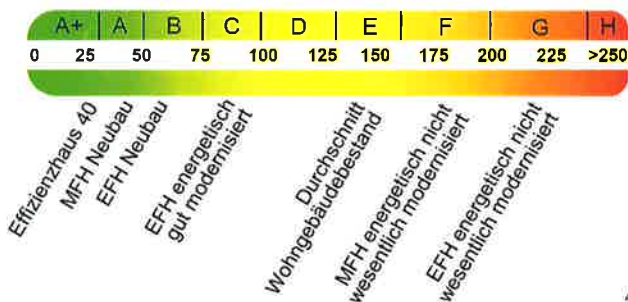 A+ A B C D E F G H
0 25 50 75 100 125 150 175 200 225 >250
Effizienzhaus 40
MFH Neubau
EFH Neubau
EFH energetisch
gut modernisiert
Durchschnitt
Wohngebäudebestand
MFH energetisch nicht
wesentlich modernisiert
EFH energetisch nicht
wesentlich modernisiert